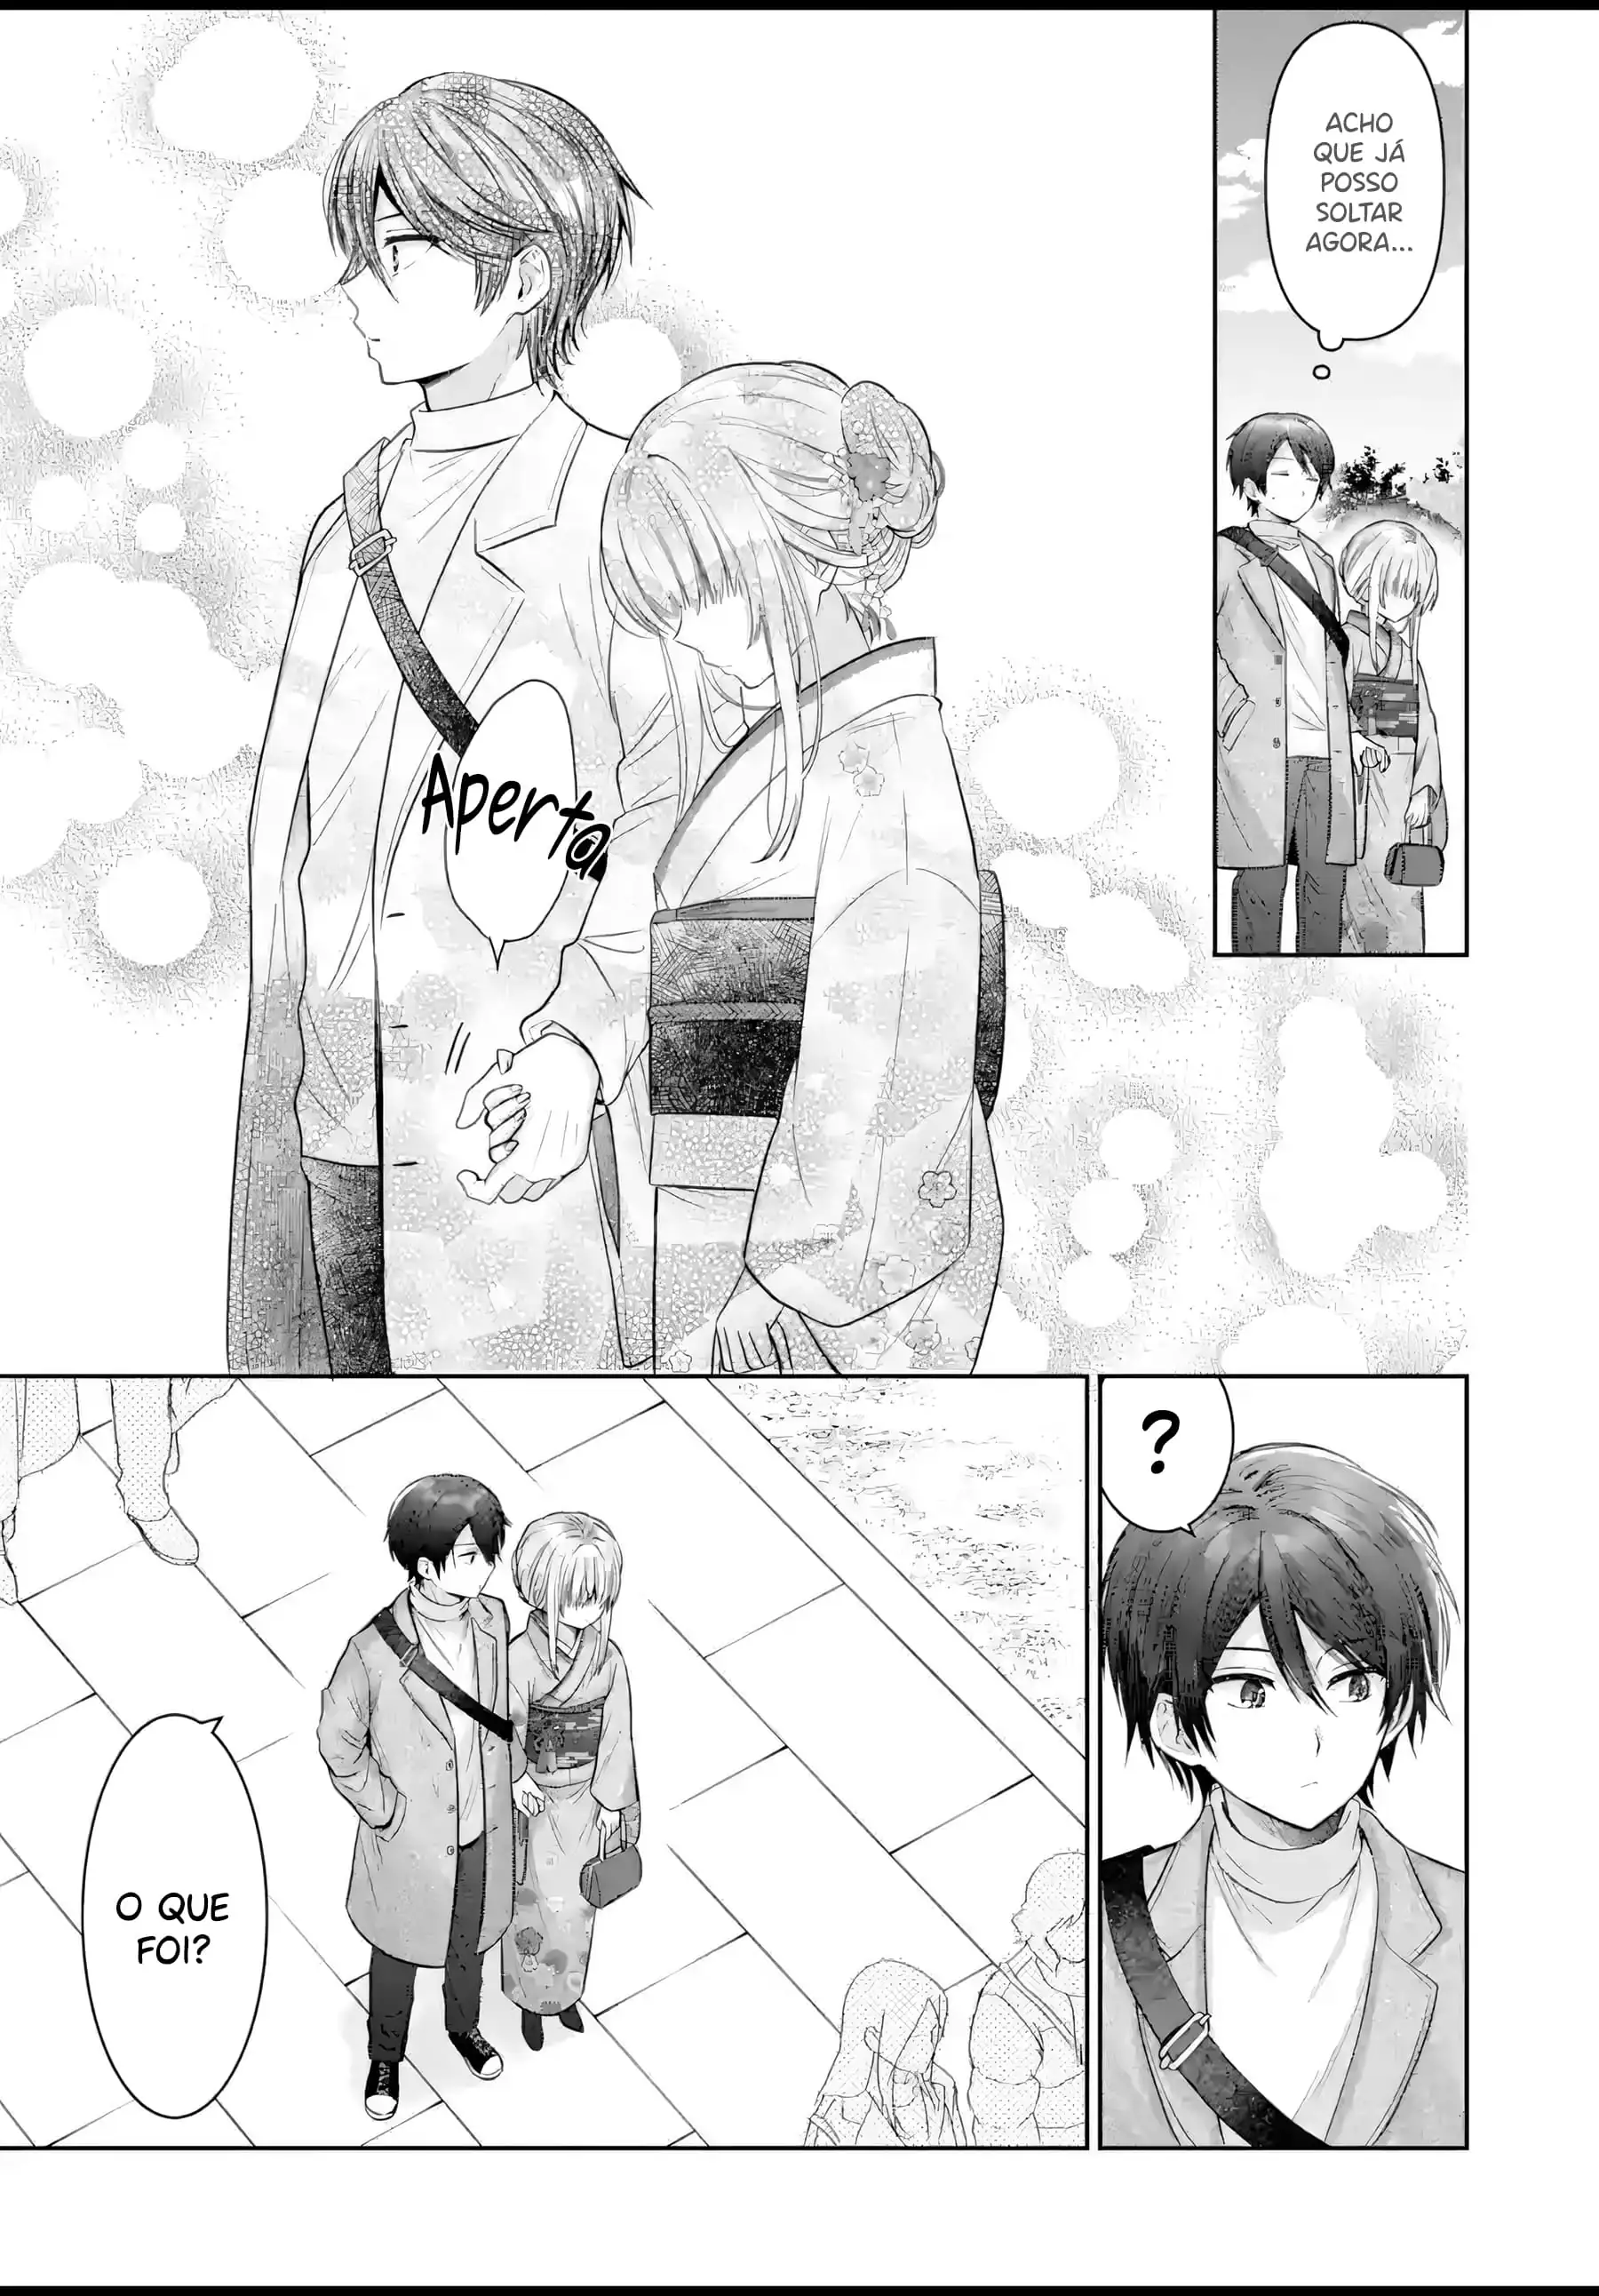 ACHO
QUE JÁ
POSSO
SOLTAR
AGORA...
Aperta
?
O QUE
FOI?